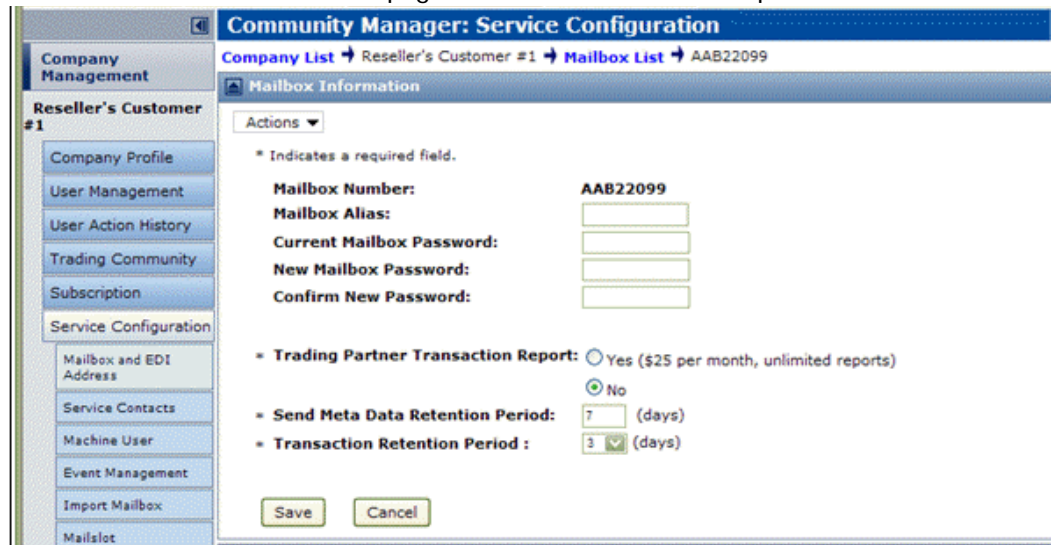 Community Manager: Service Configuration
Company List → Reseller's Customer #1 → Mailbox List → AAB22099
Company
Management
Reseller's Customer
#1
Company Profile
User Management
User Action History
Trading Community
Subscription
Service Configuration
Mailbox and EDI
Address
Service Contacts
Machine User
Event Management
Import Mailbox
Mailslot
Mailbox Information
Actions
* Indicates a required field.
Mailbox Number: AAB22099
Mailbox Alias:
Current Mailbox Password:
New Mailbox Password:
Confirm New Password:
* Trading Partner Transaction Report: Yes ($25 per month, unlimited reports)
No
* Send Meta Data Retention Period: 7 (days)
* Transaction Retention Period : 3 (days)
Save Cancel